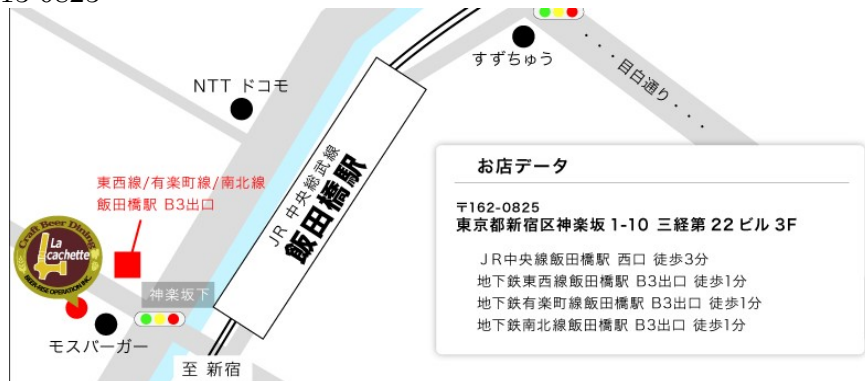 13-0825
すずちゅう
・・・目白通り・・・
NTT ドコモ
JR 中央総武線
飯田橋駅
東西線/有楽町線/南北線
飯田橋駅 B3出口
Craft Beer Dining
La
cachette
BEER-RISE OPERATION INC.
神楽坂下
モスバーガー
至 新宿
お店データ
〒162-0825
東京都新宿区神楽坂 1-10 三経第 22 ビル 3F
JR中央線飯田橋駅 西口 徒歩3分
地下鉄東西線飯田橋駅 B3出口 徒歩1分
地下鉄有楽町線飯田橋駅 B3出口 徒歩1分
地下鉄南北線飯田橋駅 B3出口 徒歩1分